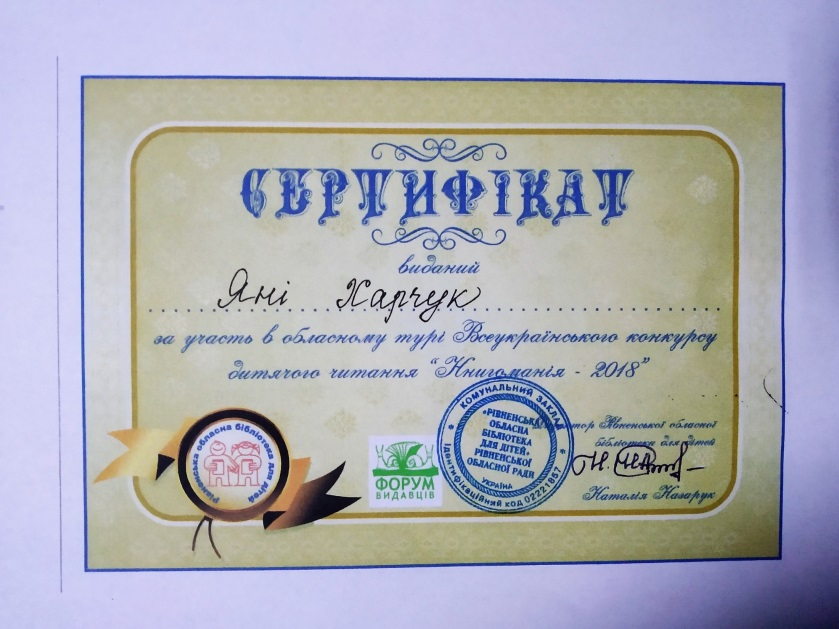 СЕРТИФІКАТ
виданий
Яні Харчук
за участь в обласному турі Всеукраїнського конкурсу
дитячого читання “Книгоманія - 2018”
Рівненська обласна бібліотека для дітей
ФОРУМ
ВИДАВЦІВ
КОМУНАЛЬНИЙ ЗАКЛАД
«РІВНЕНСЬКА
ОБЛАСНА
БІБЛІОТЕКА
ДЛЯ ДІТЕЙ»
РІВНЕНСЬКОЇ
ОБЛАСНОЇ РАДИ
УКРАЇНА
Ідентифікаційний код 02221857
Директор Рівненської обласної
бібліотеки для дітей
Наталія Назарук